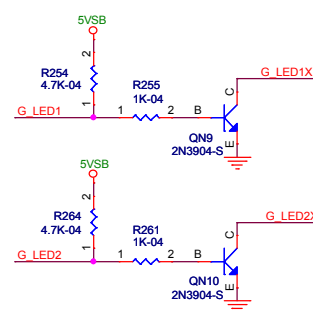 5VSB
2
R254
4.7K-04
1
R255
1K-04
G_LED1
1
2
B
C
E
G_LED1X
QN9
2N3904-S
5VSB
2
R264
4.7K-04
1
R261
1K-04
G_LED2
1
2
B
C
E
G_LED2X
QN10
2N3904-S